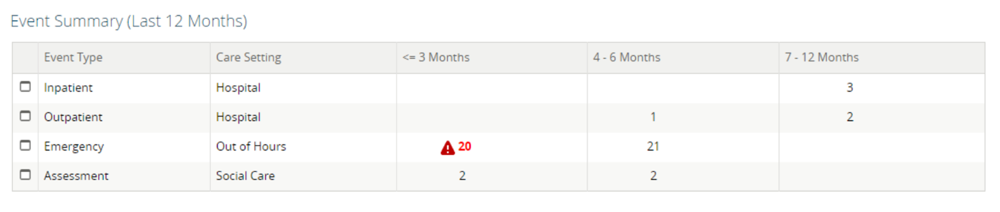 Event Summary (Last 12 Months)
Event Type Care Setting <= 3 Months 4 - 6 Months 7 - 12 Months
Inpatient Hospital 3
Outpatient Hospital 1 2
Emergency Out of Hours 20 21
Assessment Social Care 2 2